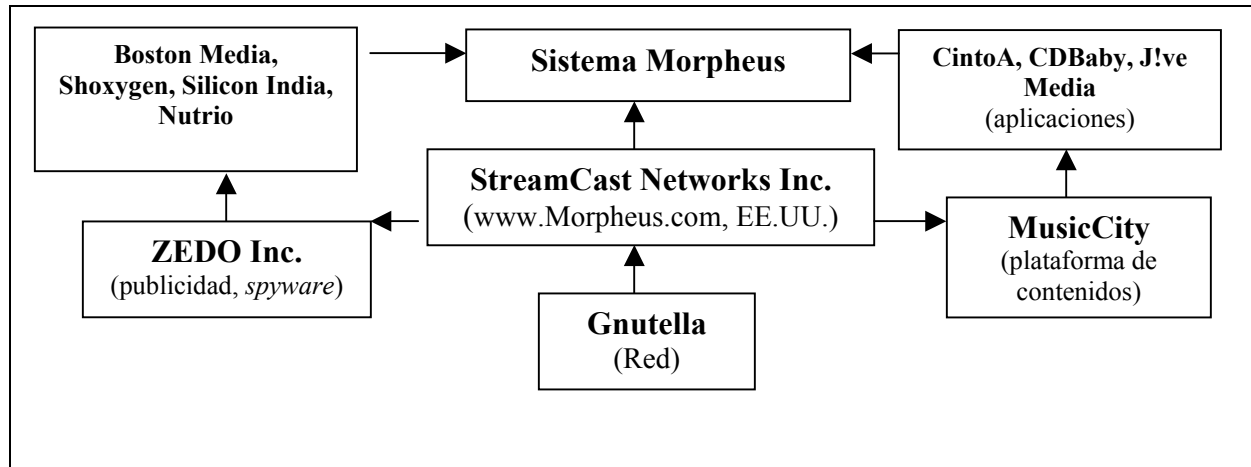 Boston Media,
Shoxygen, Silicon India,
Nutrio
Sistema Morpheus
CintoA, CDBaby, J!ve
Media
(aplicaciones)
StreamCast Networks Inc.
(www.Morpheus.com, EE.UU.)
ZEDO Inc.
(publicidad, spyware)
MusicCity
(plataforma de
contenidos)
Gnutella
(Red)